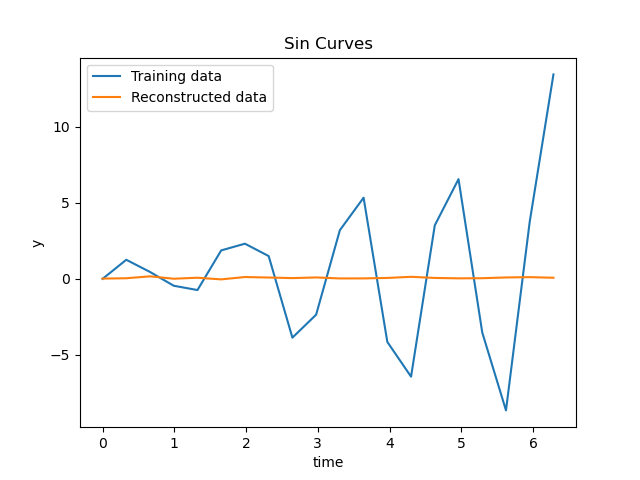 Sin Curves
Training data
Reconstructed data
10
5
0
−5
y
0 1 2 3 4 5 6
time